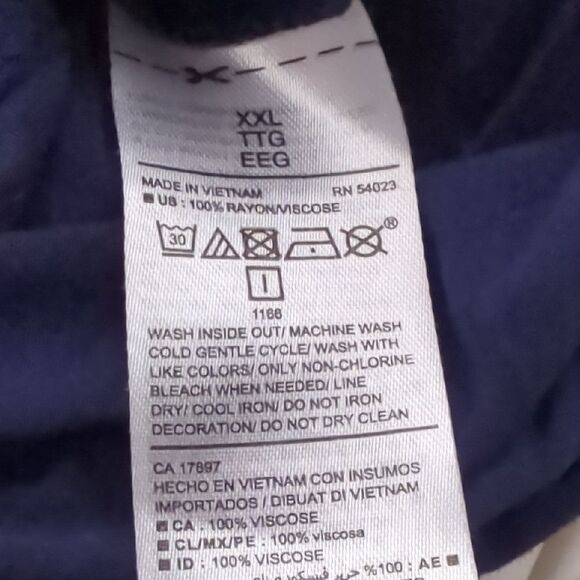 XXL
TTG
EEG
MADE IN VIETNAM RN 54023
US : 100% RAYON/VISCOSE
30
®
I
1166
WASH INSIDE OUT/ MACHINE WASH
COLD GENTLE CYCLE/ WASH WITH
LIKE COLORS/ ONLY NON-CHLORINE
BLEACH WHEN NEEDED/ LINE
DRY/ COOL IRON/ DO NOT IRON
DECORATION/ DO NOT DRY CLEAN
CA 17897
HECHO EN VIETNAM CON INSUMOS
IMPORTADOS / DIBUAT DI VIETNAM
CA : 100% VISCOSE
CL/MX/PE : 100% viscosa
ID : 100% VISCOSE
AE : 100%